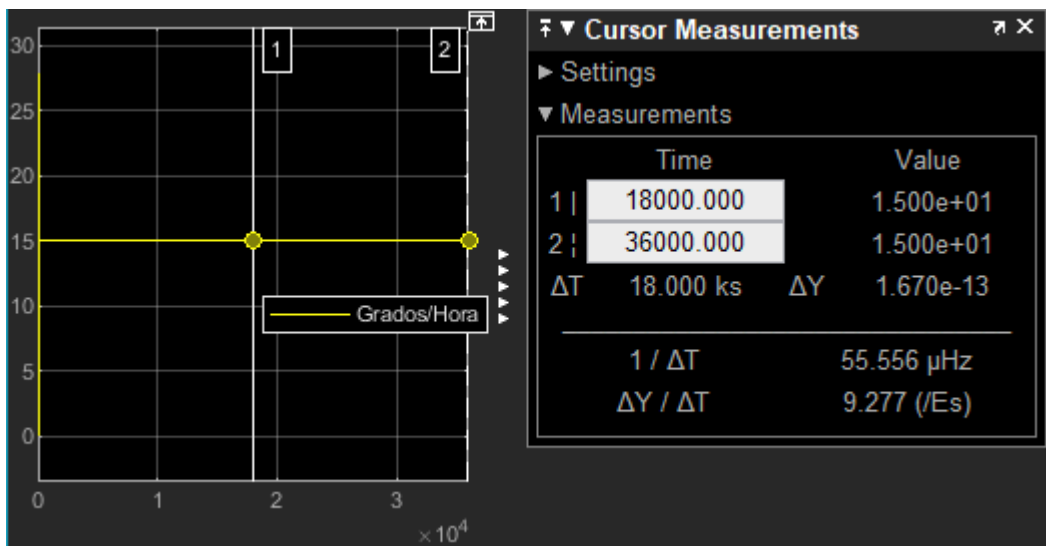 30
25
20
15
10
5
0
0 1 2 3
×10⁴
1
2
Grados/Hora
Cursor Measurements
Settings
Measurements
Time Value
1 | 18000.000 1.500e+01
2 ¦ 36000.000 1.500e+01
ΔT 18.000 ks ΔY 1.670e-13
1 / ΔT 55.556 µHz
ΔY / ΔT 9.277 (/Es)